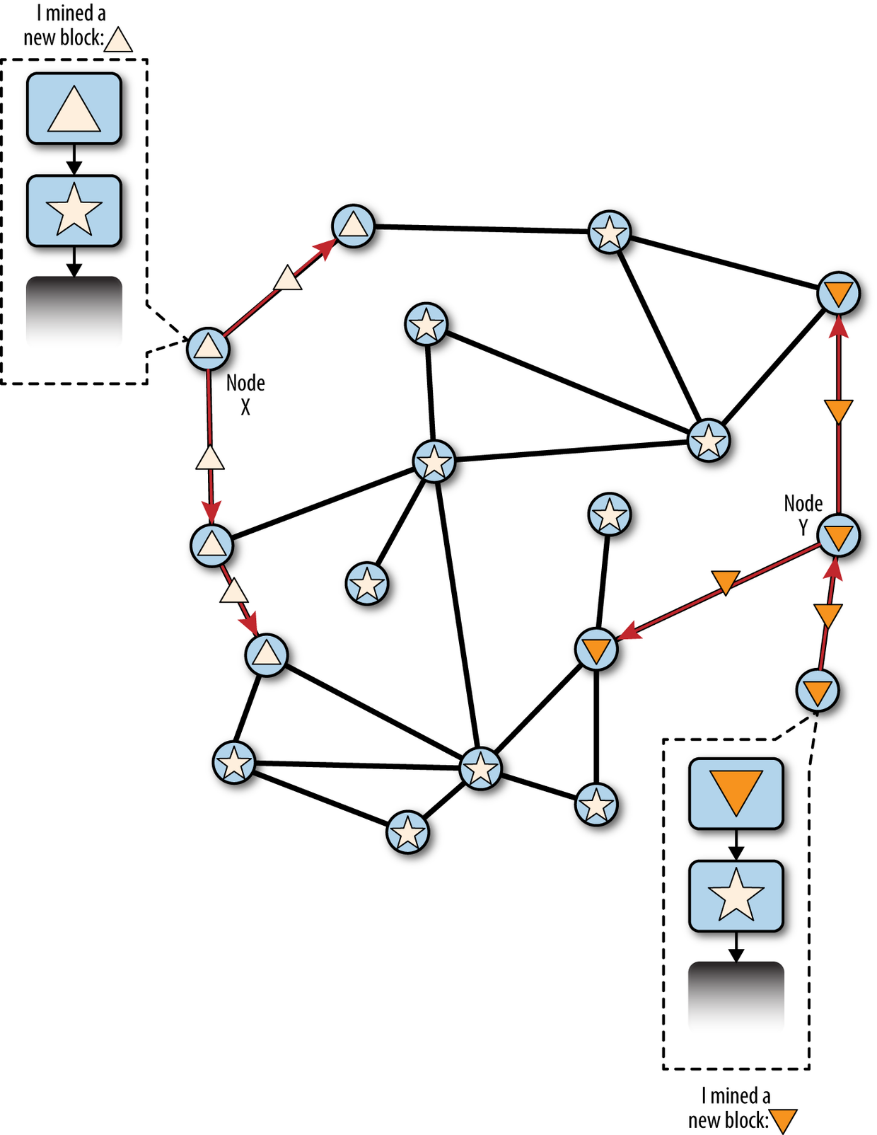 I mined a
new block:
Node
X
Node
Y
I mined a
new block: